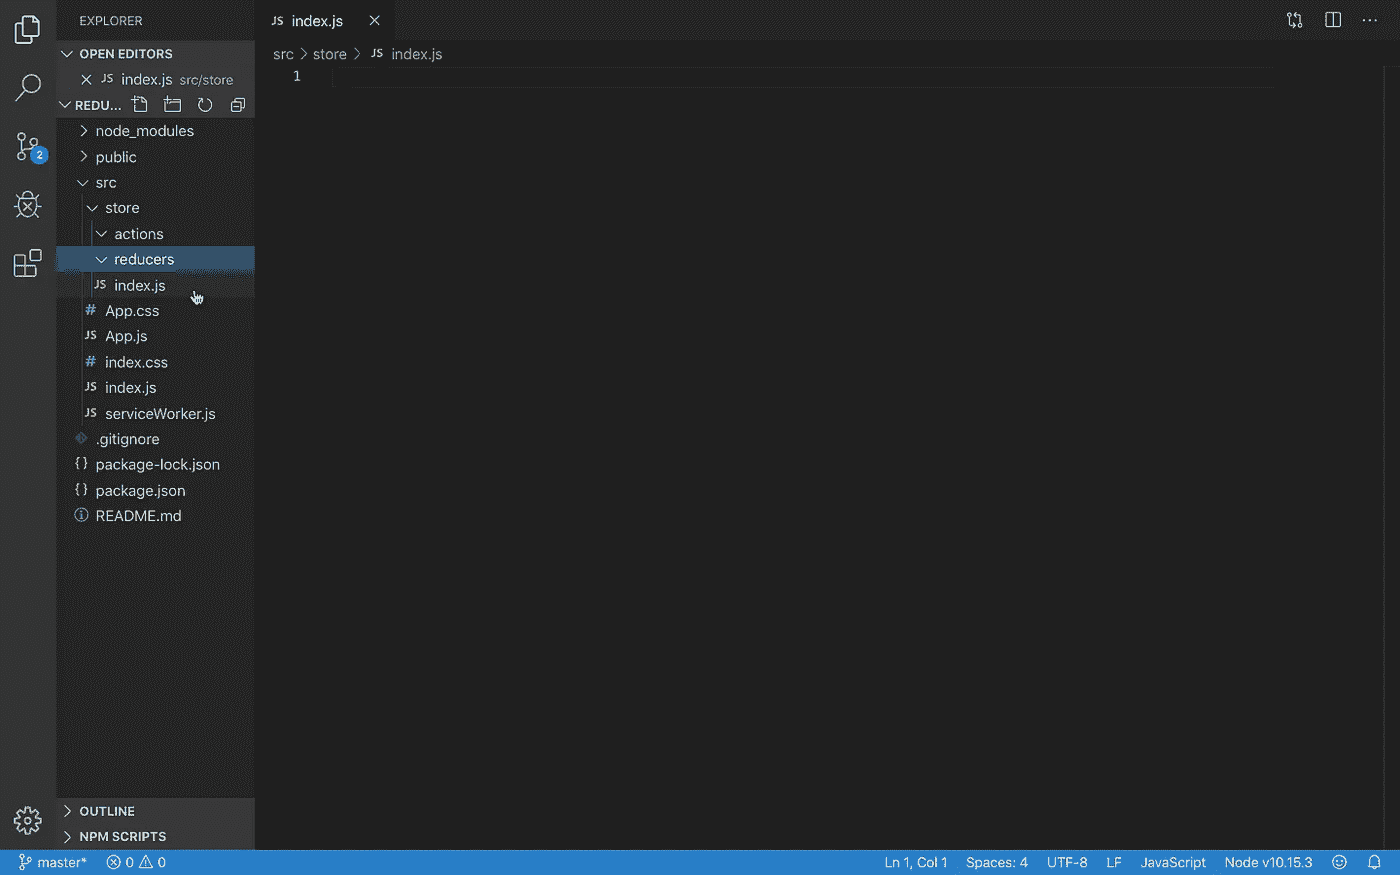 EXPLORER
OPEN EDITORS
JS index.js src/store
REDU...
node_modules
public
src
store
actions
reducers
JS index.js
# App.css
JS App.js
# index.css
JS index.js
JS serviceWorker.js
.gitignore
{} package-lock.json
{} package.json
README.md
OUTLINE
NPM SCRIPTS
2
JS index.js
src > store > JS index.js
1
master* 0 0 Ln 1, Col 1 Spaces: 4 UTF-8 LF JavaScript Node v10.15.3